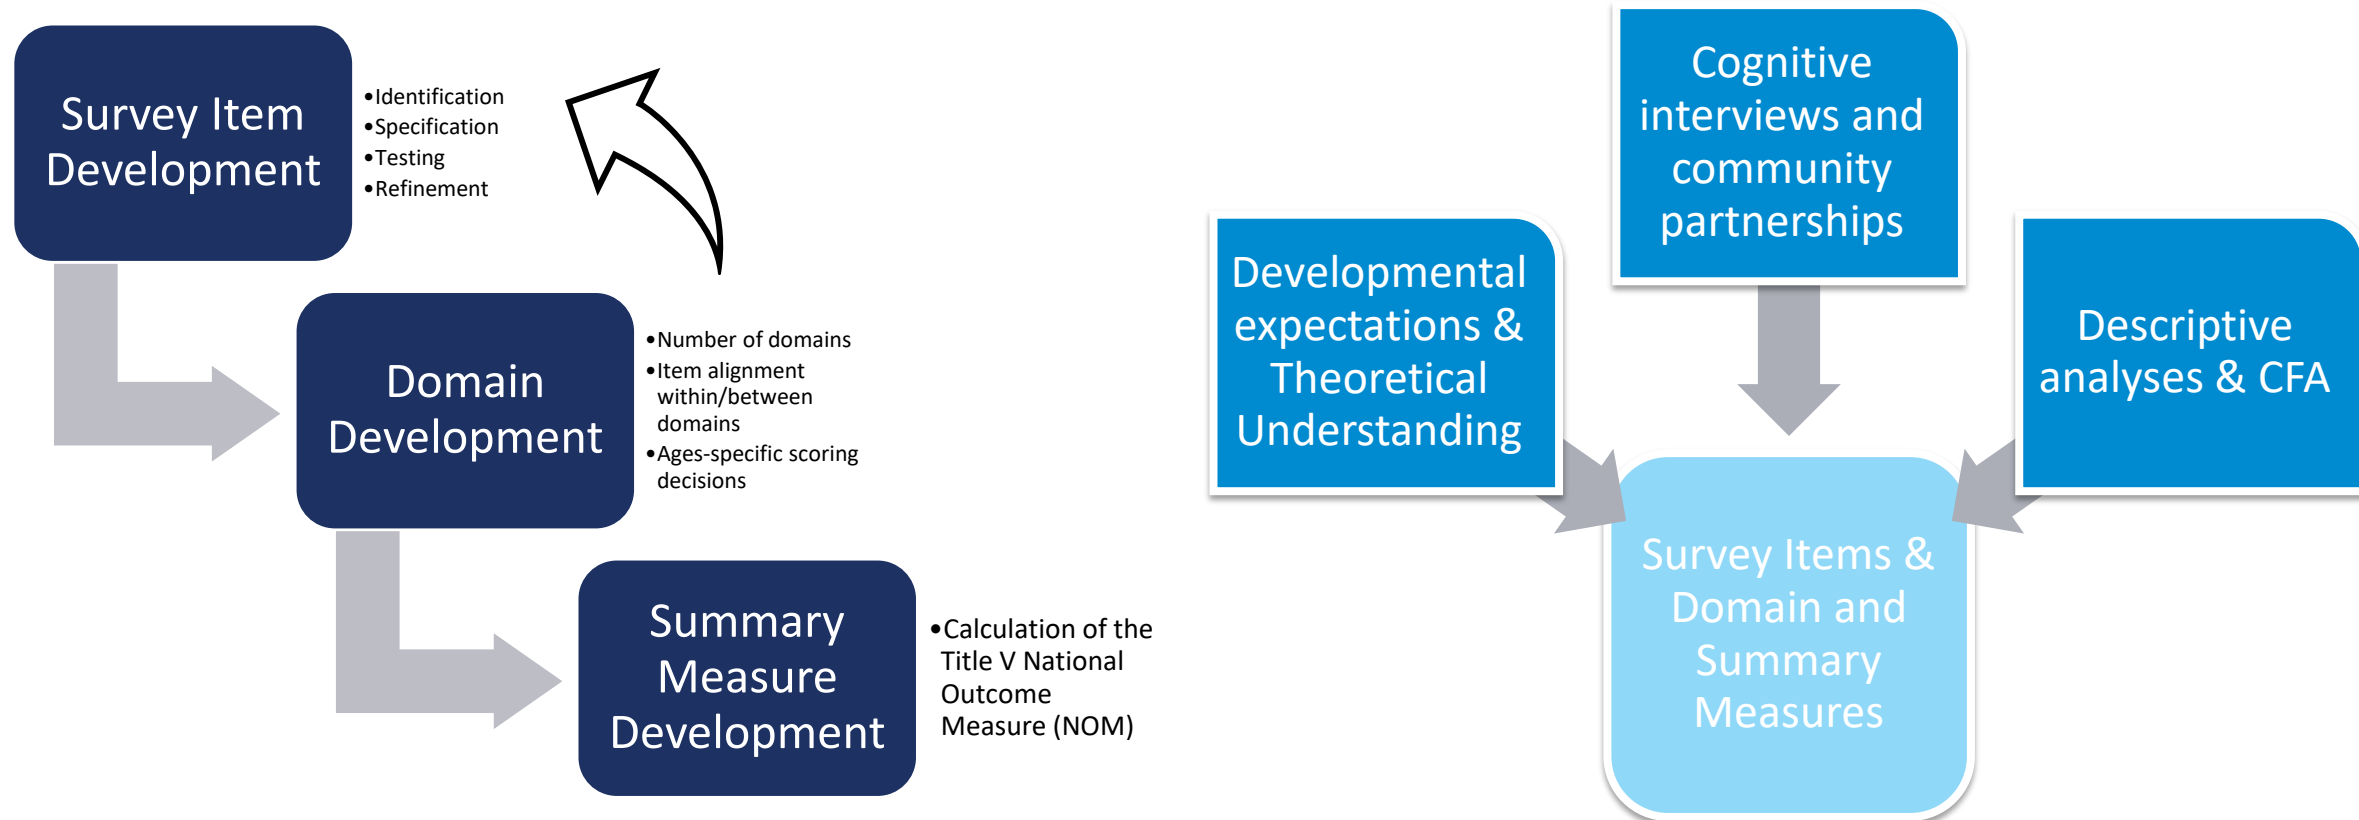 Survey Item
Development
•Identification
•Specification
•Testing
•Refinement
Domain
Development
•Number of domains
•Item alignment
within/between
domains
•Ages-specific scoring
decisions
Summary
Measure
Development
•Calculation of the
Title V National
Outcome
Measure (NOM)
Cognitive
interviews and
community
partnerships
Developmental
expectations &
Theoretical
Understanding
Descriptive
analyses & CFA
Survey Items &
Domain and
Summary
Measures